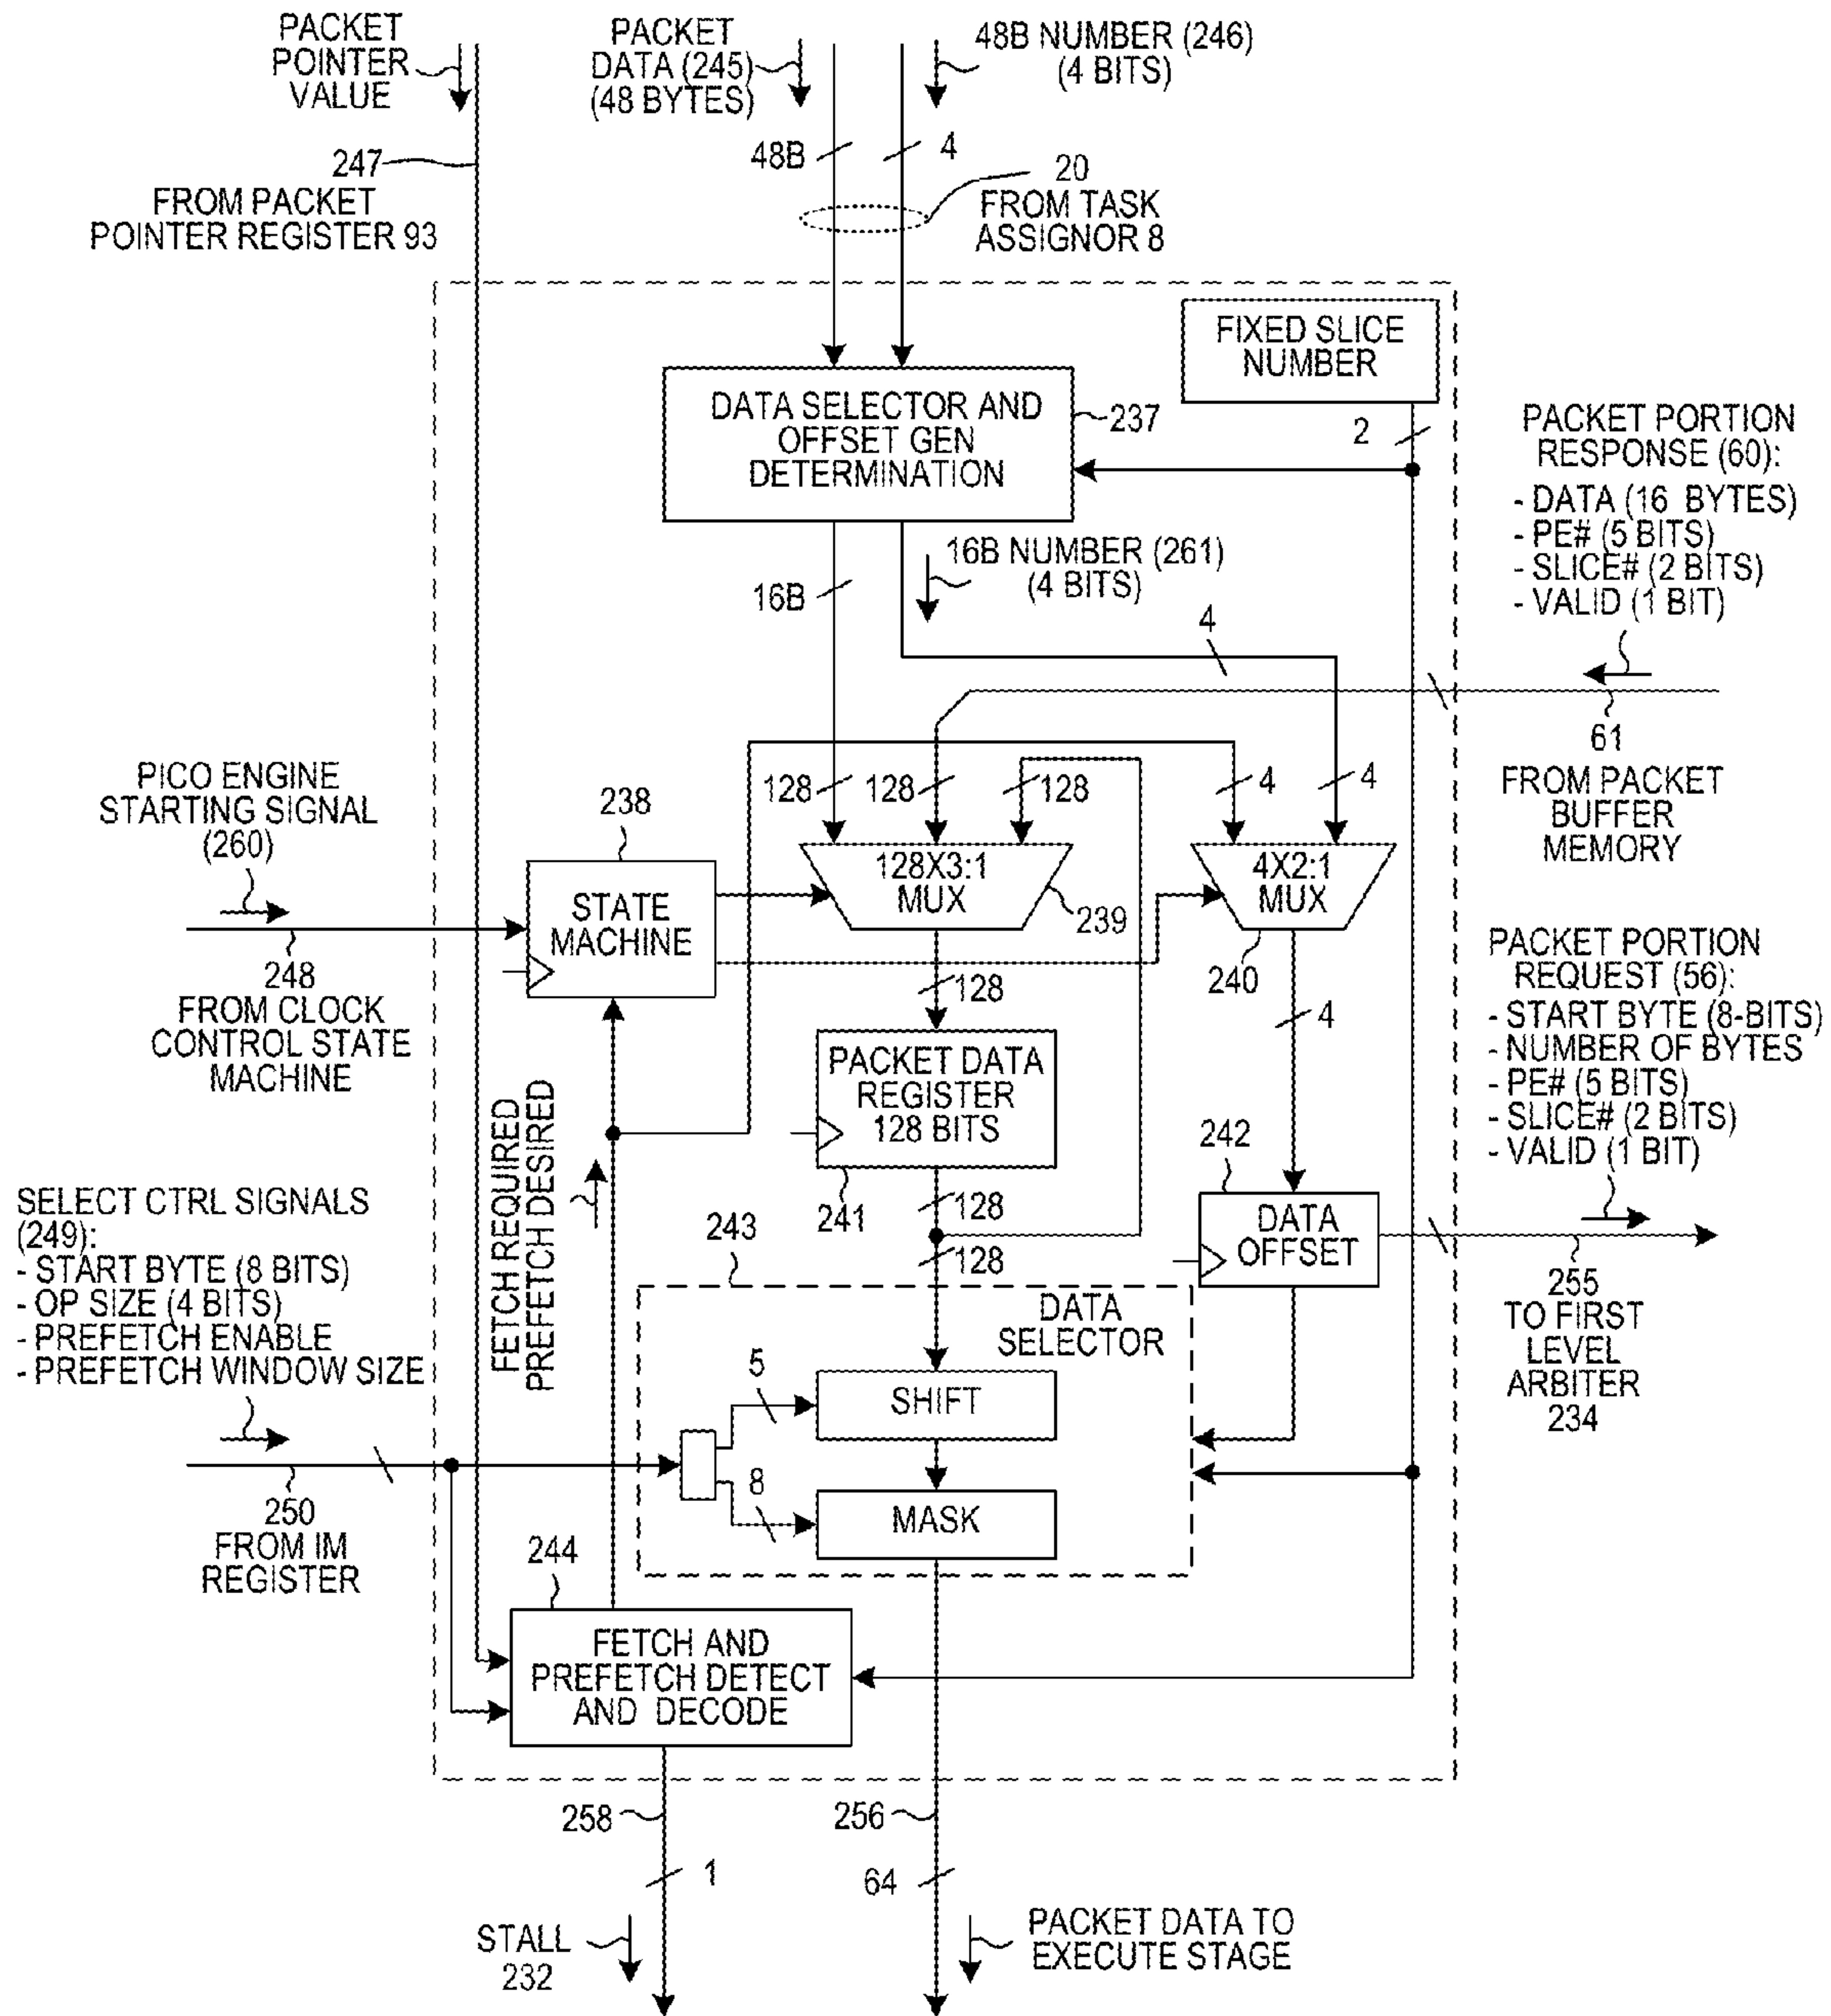 PACKET
POINTER
VALUE
PACKET
DATA (245)
(48 BYTES)
48B NUMBER (246)
(4 BITS)
247
FROM PACKET
POINTER REGISTER 93
48B
4
20
FROM TASK
ASSIGNOR 8
FIXED SLICE
NUMBER
DATA SELECTOR AND
OFFSET GEN
DETERMINATION
237
2
PACKET PORTION
RESPONSE (60):
- DATA (16 BYTES)
- PE# (5 BITS)
- SLICE# (2 BITS)
- VALID (1 BIT)
16B
16B NUMBER (261)
(4 BITS)
4
61
FROM PACKET
BUFFER
MEMORY
PICO ENGINE
STARTING SIGNAL
(260)
248
FROM CLOCK
CONTROL STATE
MACHINE
238
STATE
MACHINE
128
128
128
4
4
128X3:1
MUX
239
4X2:1
MUX
240
128
4
PACKET PORTION
REQUEST (56):
- START BYTE (8-BITS)
- NUMBER OF BYTES
- PE# (5 BITS)
- SLICE# (2 BITS)
- VALID (1 BIT)
PACKET DATA
REGISTER
128 BITS
241
FETCH REQUIRED
PREFETCH DESIRED
128
128
242
DATA
OFFSET
255
TO FIRST
LEVEL
ARBITER
234
SELECT CTRL SIGNALS
(249):
- START BYTE (8 BITS)
- OP SIZE (4 BITS)
- PREFETCH ENABLE
- PREFETCH WINDOW SIZE
243
DATA
SELECTOR
5
SHIFT
8
MASK
250
FROM IM
REGISTER
244
FETCH AND
PREFETCH DETECT
AND DECODE
258
256
1
64
STALL
232
PACKET DATA TO
EXECUTE STAGE